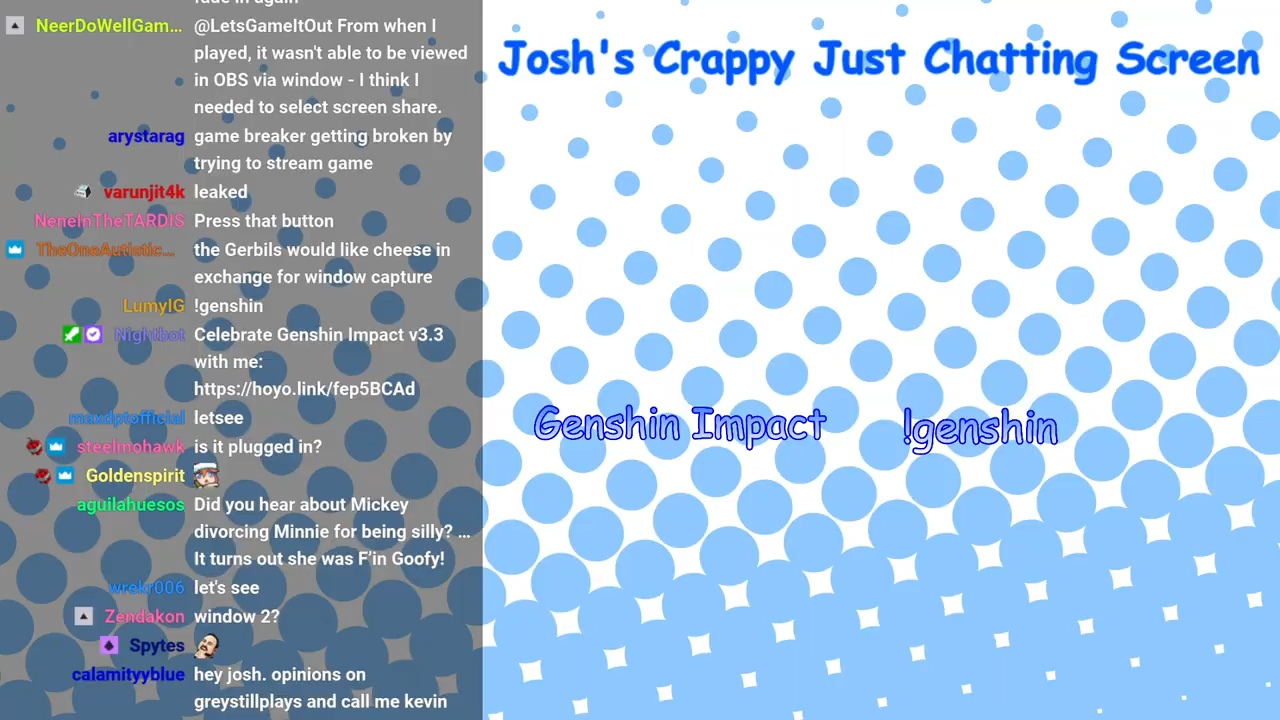 fade in again
NeerDoWellGam... @LetsGameItOut From when I
played, it wasn't able to be viewed
in OBS via window - I think I
needed to select screen share.
arystarag game breaker getting broken by
trying to stream game
varunjit4k leaked
NeneInTheTARDIS Press that button
TheOneAutistic... the Gerbils would like cheese in
exchange for window capture
LumyIG !genshin
Nightbot Celebrate Genshin Impact v3.3
with me:
https://hoyo.link/fep5BCAd
maxdptofficial letsee
steelmohawk is it plugged in?
Goldenspirit
aguilahuesos Did you hear about Mickey
divorcing Minnie for being silly? ...
It turns out she was F'in Goofy!
wrekr006 let's see
Zendakon window 2?
Spytes
calamityyblue hey josh. opinions on
greystillplays and call me kevin
Josh's Crappy Just Chatting Screen
Genshin Impact !genshin